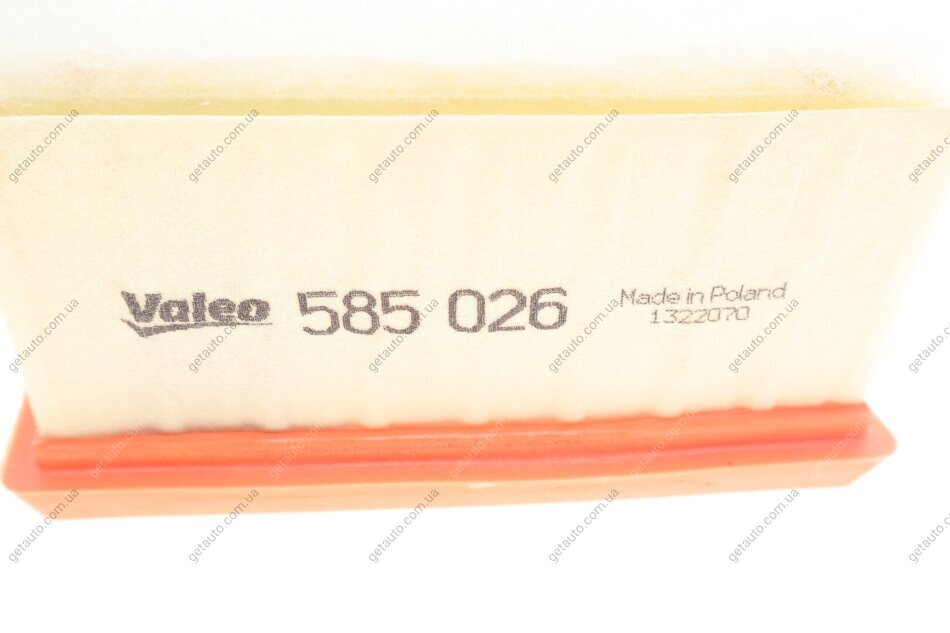 Valeo 585 026 Made in Poland
1322070
getauto.com.ua